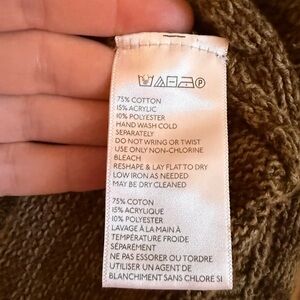 P
75% COTTON
15% ACRYLIC
10% POLYESTER
HAND WASH COLD
SEPARATELY
DO NOT WRING OR TWIST
USE ONLY NON-CHLORINE
BLEACH
RESHAPE & LAY FLAT TO DRY
LOW IRON AS NEEDED
MAY BE DRY CLEANED
75% COTON
15% ACRYLIQUE
10% POLYESTER
LAVAGE À LA MAIN À
TEMPÉRATURE FROIDE
SÉPARÉMENT
NE PAS ESSORER OU TORDRE
UTILISER UN AGENT DE
BLANCHIMENT SANS CHLORE SI